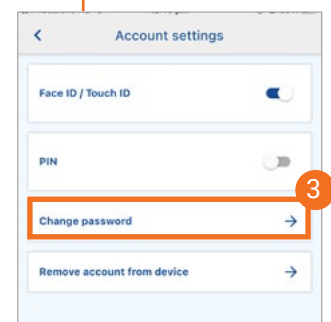 Account settings
Face ID / Touch ID
PIN
3
Change password
Remove account from device